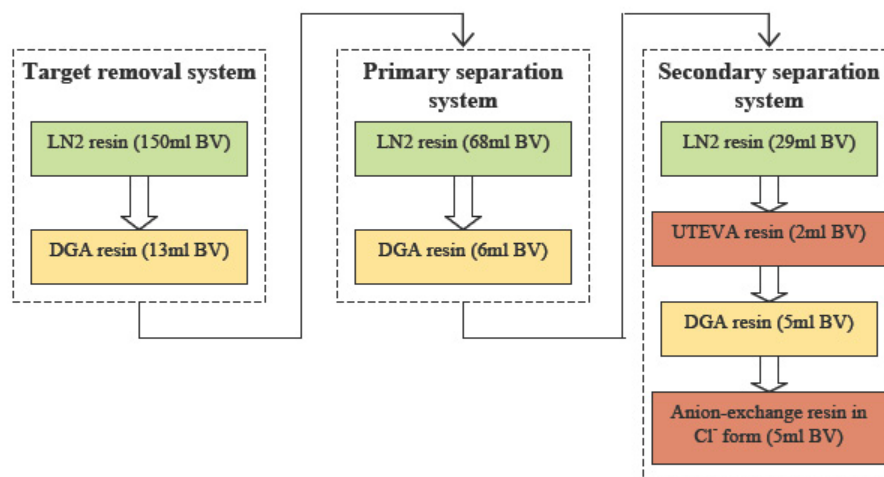 Target removal system
LN2 resin (150ml BV)
DGA resin (13ml BV)
Primary separation
system
LN2 resin (68ml BV)
DGA resin (6ml BV)
Secondary separation
system
LN2 resin (29ml BV)
UTEVA resin (2ml BV)
DGA resin (5ml BV)
Anion-exchange resin in
Cl⁻ form (5ml BV)